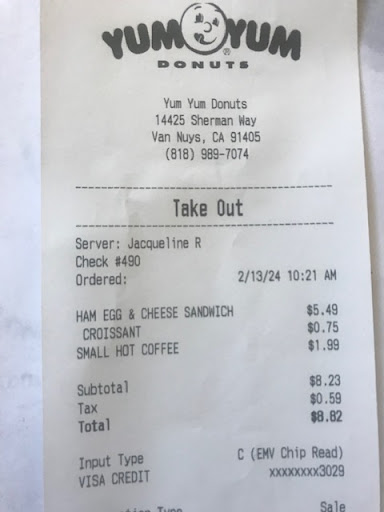 YUM YUM
®
DONUTS
Yum Yum Donuts
14425 Sherman Way
Van Nuys, CA 91405
(818) 989-7074
Take Out
Server: Jacqueline R
Check #490
Ordered: 2/13/24 10:21 AM
HAM EGG & CHEESE SANDWICH $5.49
CROISSANT $0.75
SMALL HOT COFFEE $1.99
Subtotal $8.23
Tax $0.59
Total $8.82
Input Type C (EMV Chip Read)
VISA CREDIT xxxxxxxx3029
Type Sale